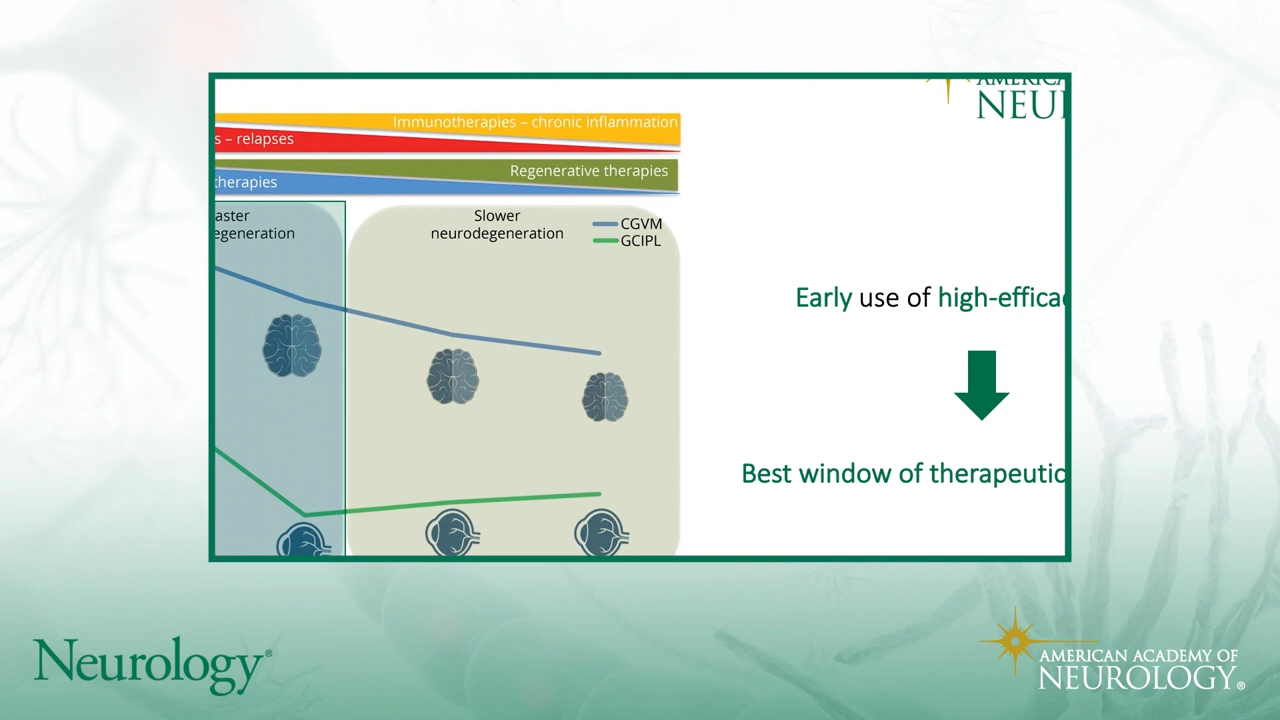 AMERICA
NEU
Immunotherapies – chronic inflammation
s – relapses
Regenerative therapies
therapies
aster
egeneration
Slower
neurodegeneration
CGVM
GCIPL
Early use of high-effica
Best window of therapeutic
Neurology®
AMERICAN ACADEMY OF
NEUROLOGY®